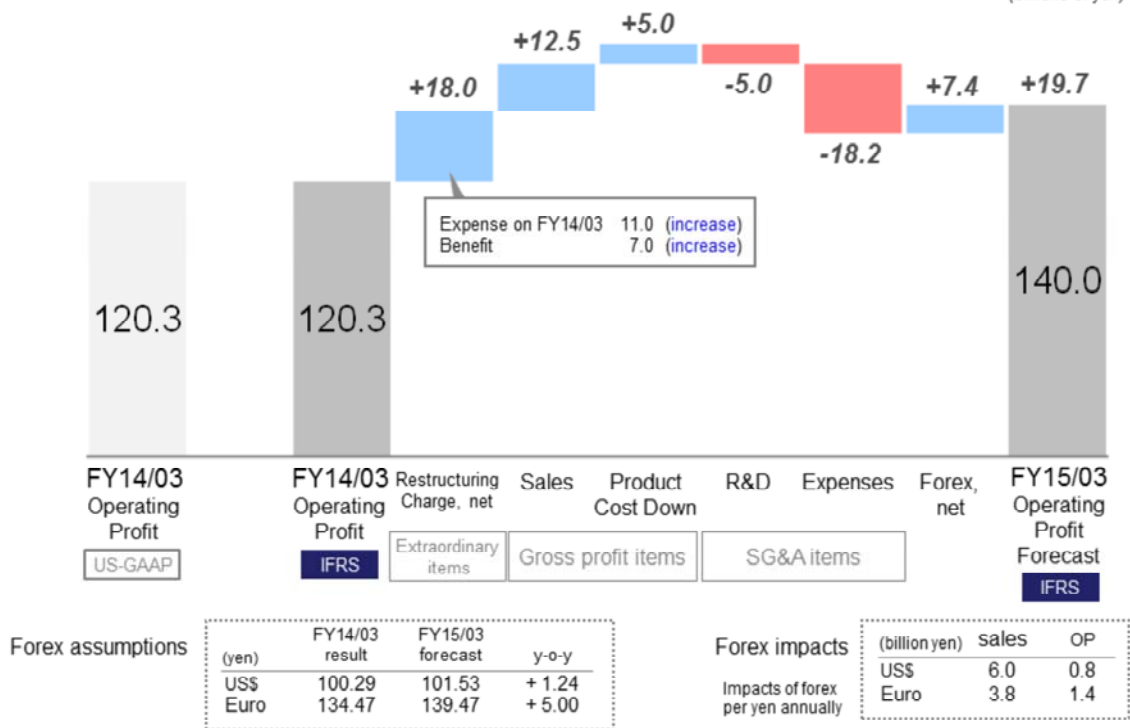 +18.0
+12.5
+5.0
-5.0
-18.2
+7.4
+19.7
Expense on FY14/03 11.0 (increase)
Benefit 7.0 (increase)
120.3
120.3
140.0
FY14/03
Operating
Profit
US-GAAP
FY14/03
Operating
Profit
IFRS
Restructuring
Charge, net
Extraordinary
items
Sales
Product
Cost Down
Gross profit items
R&D
Expenses
SG&A items
Forex,
net
FY15/03
Operating
Profit
Forecast
IFRS
Forex assumptions
(yen) FY14/03 result FY15/03 forecast y-o-y
US$ 100.29 101.53 + 1.24
Euro 134.47 139.47 + 5.00
Forex impacts
Impacts of forex
per yen annually
(billion yen) sales OP
US$ 6.0 0.8
Euro 3.8 1.4